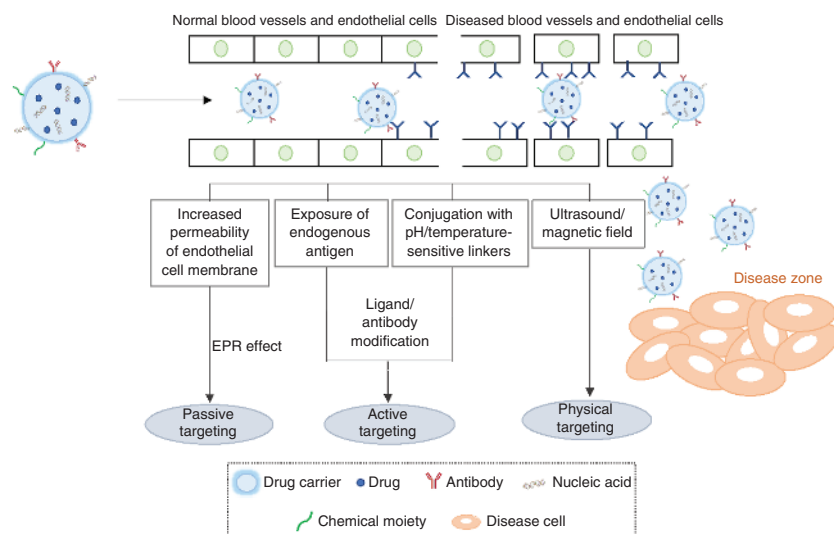 Normal blood vessels and endothelial cells
Diseased blood vessels and endothelial cells
Increased
permeability
of endothelial
cell membrane
Exposure of
endogenous
antigen
Conjugation with
pH/temperature-
sensitive linkers
Ultrasound/
magnetic field
Disease zone
EPR effect
Ligand/
antibody
modification
Passive
targeting
Active
targeting
Physical
targeting
Drug carrier
Drug
Antibody
Nucleic acid
Chemical moiety
Disease cell